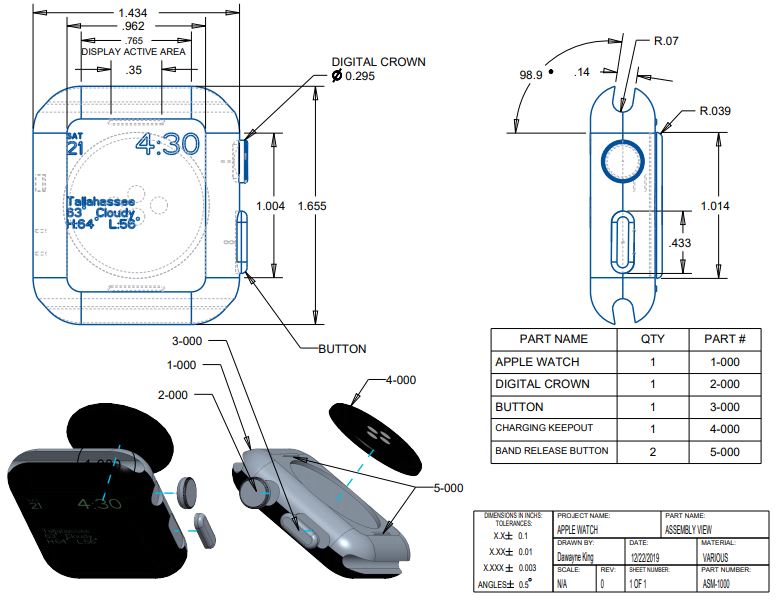 1.434
.962
.765
DISPLAY ACTIVE AREA
.35
DIGITAL CROWN
Ø 0.295
SAT
21
4:30
Tallahassee
63° Cloudy
H:64° L:56°
1.004
1.655
BUTTON
R.07
98.9°
.14
R.039
1.014
.433
PART NAME QTY PART #
APPLE WATCH 1 1-000
DIGITAL CROWN 1 2-000
BUTTON 1 3-000
CHARGING KEEPOUT 1 4-000
BAND RELEASE BUTTON 2 5-000
3-000
1-000
2-000
4-000
5-000
21
4:30
Tallahassee
63° Cloudy
H:64° L:56°
DIMENSIONS IN INCHS:
TOLERANCES:
X.X± 0.1
X.XX± 0.01
X.XXX± 0.003
ANGLES± 0.5°
PROJECT NAME:
APPLE WATCH
PART NAME:
ASSEMBLY VIEW
DRAWN BY:
Dawayne King
DATE:
12/22/2019
MATERIAL:
VARIOUS
SCALE:
N/A
REV:
0
SHEET NUMBER:
1 OF 1
PART NUMBER:
ASM-1000